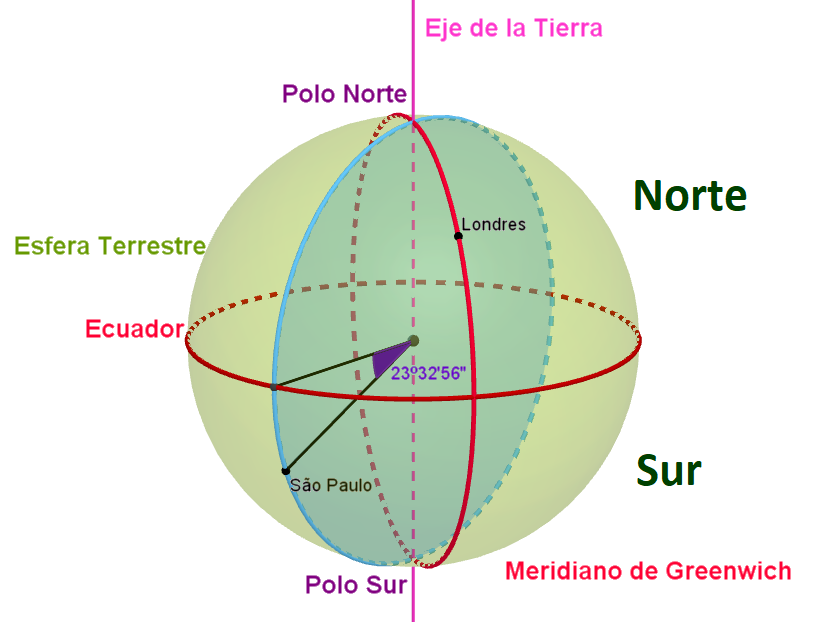 Eje de la Tierra
Polo Norte
Norte
Londres
Esfera Terrestre
Ecuador
23º32'56"
Sur
São Paulo
Meridiano de Greenwich
Polo Sur